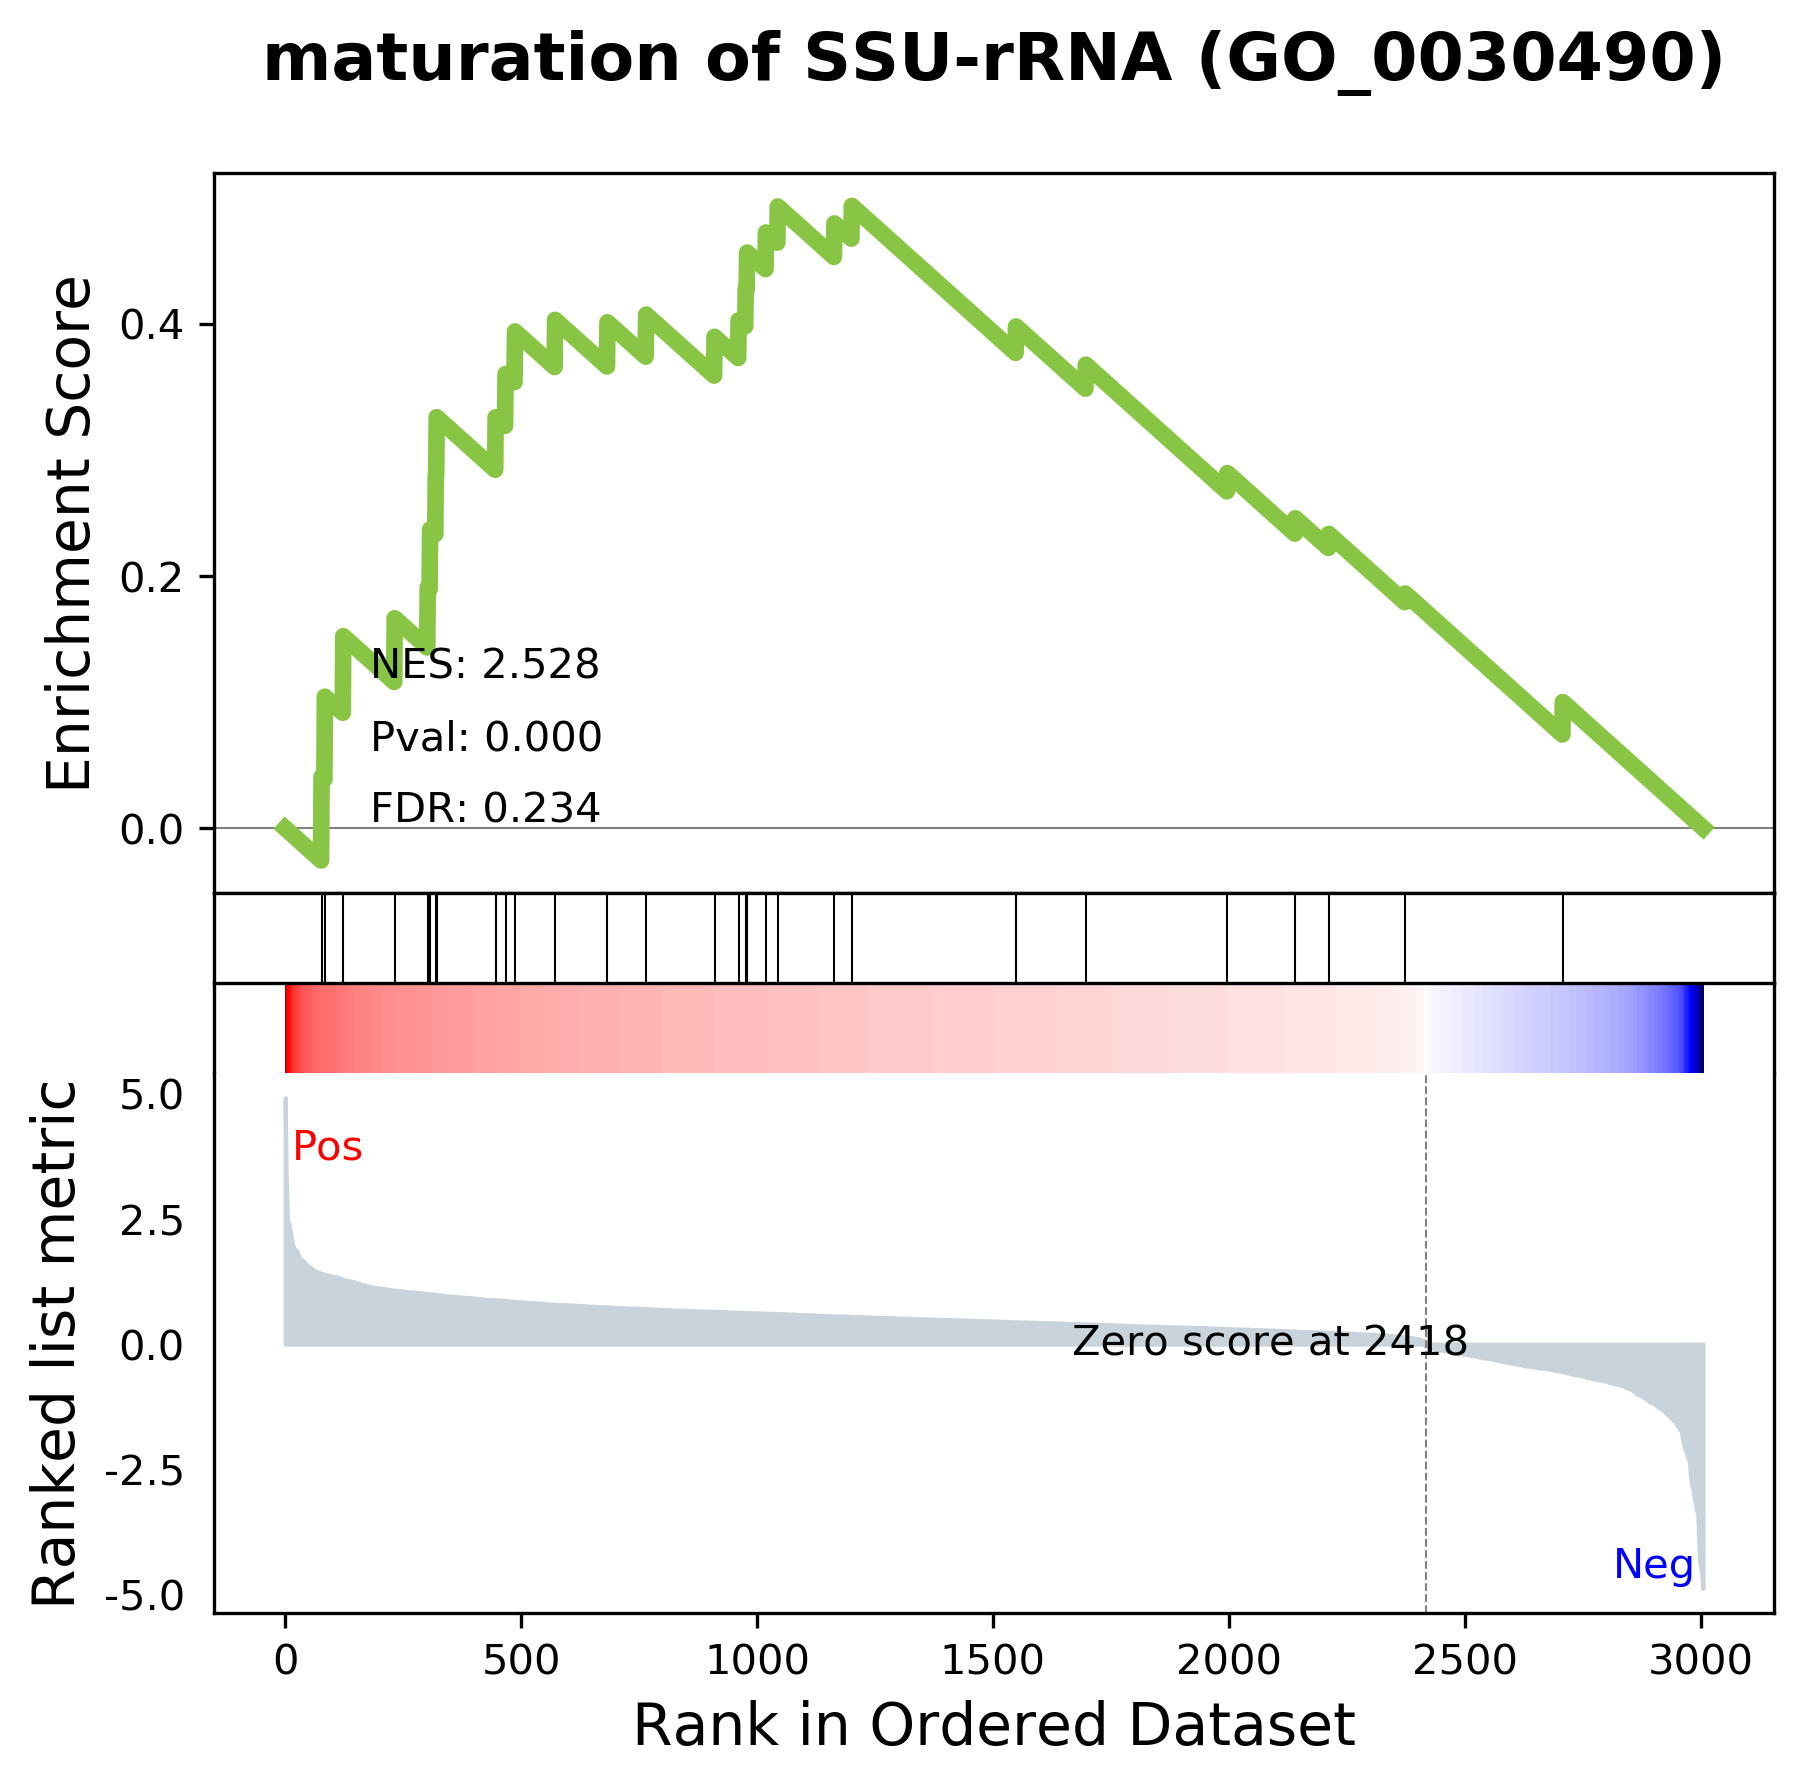 maturation of SSU-rRNA (GO_0030490)
Enrichment Score
0.4
0.2
0.0
NES: 2.528
Pval: 0.000
FDR: 0.234
Ranked list metric
5.0
2.5
0.0
-2.5
-5.0
Pos
Zero score at 2418
Neg
0 500 1000 1500 2000 2500 3000
Rank in Ordered Dataset